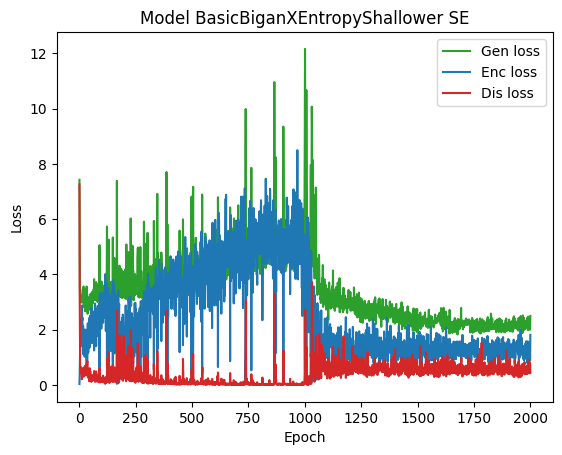 Model BasicBiganXEntropyShallower SE
Gen loss
Enc loss
Dis loss
12
10
8
6
4
2
0
Loss
0
250
500
750
1000
1250
1500
1750
2000
Epoch